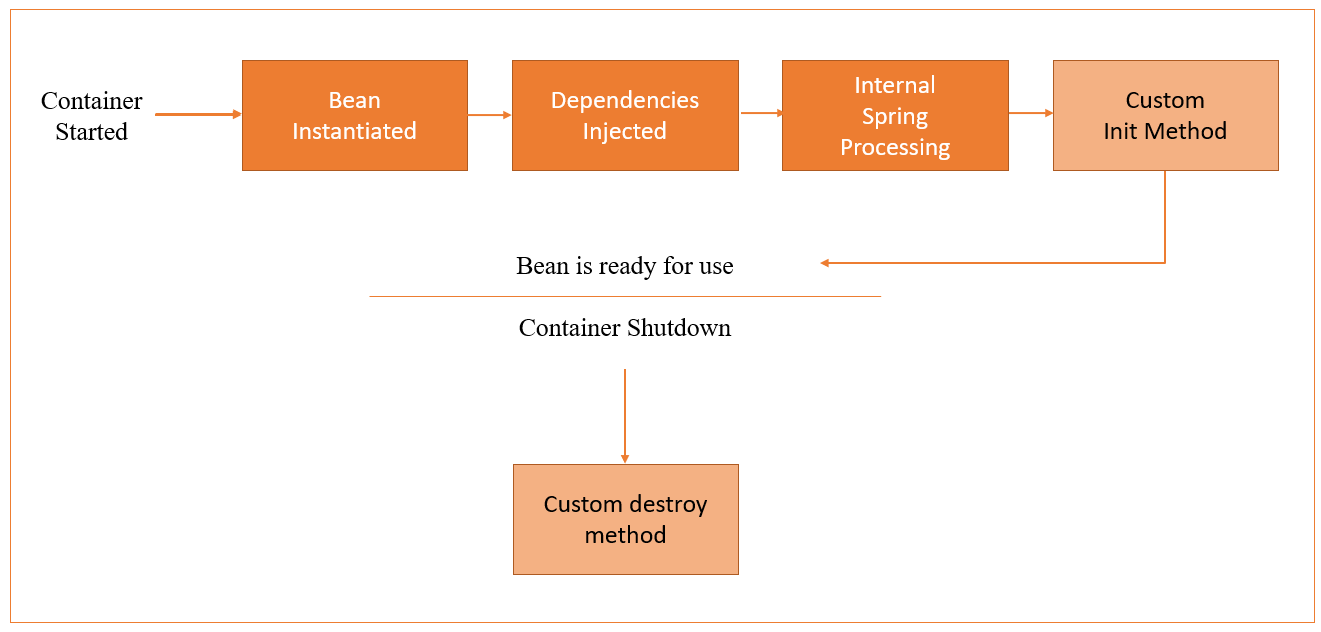 Container
Started
Bean
Instantiated
Dependencies
Injected
Internal
Spring
Processing
Custom
Init Method
Bean is ready for use
Container Shutdown
Custom destroy
method